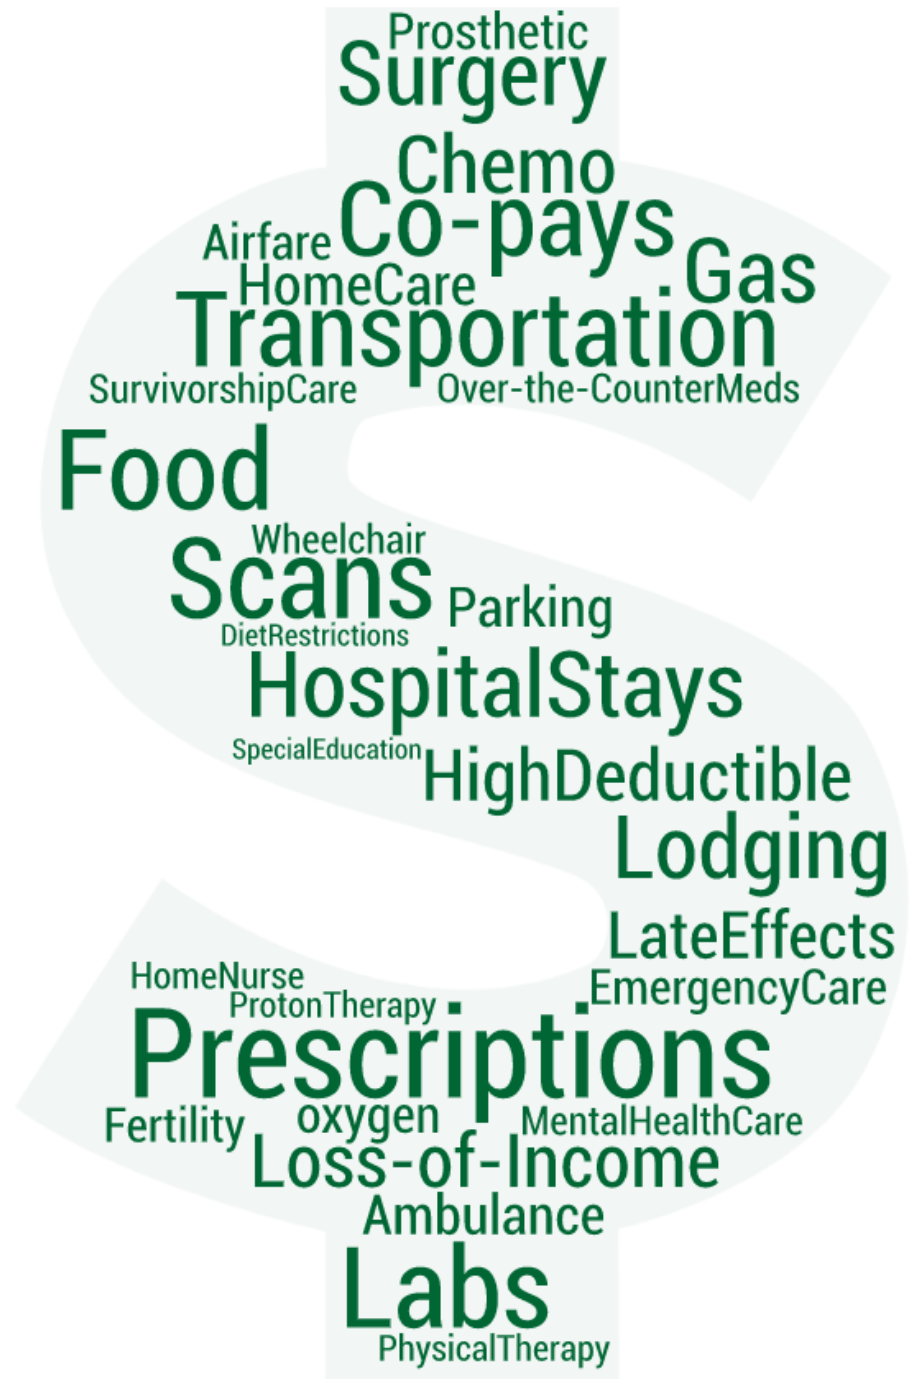 Prosthetic
Surgery
Chemo
Co-pays
Airfare
Gas
HomeCare
Transportation
SurvivorshipCare
Over-the-CounterMeds
Food
Wheelchair
Scans
Parking
DietRestrictions
HospitalStays
SpecialEducation
HighDeductible
Lodging
LateEffects
HomeNurse
EmergencyCare
ProtonTherapy
Prescriptions
Fertility
oxygen
MentalHealthCare
Loss-of-Income
Ambulance
Labs
PhysicalTherapy